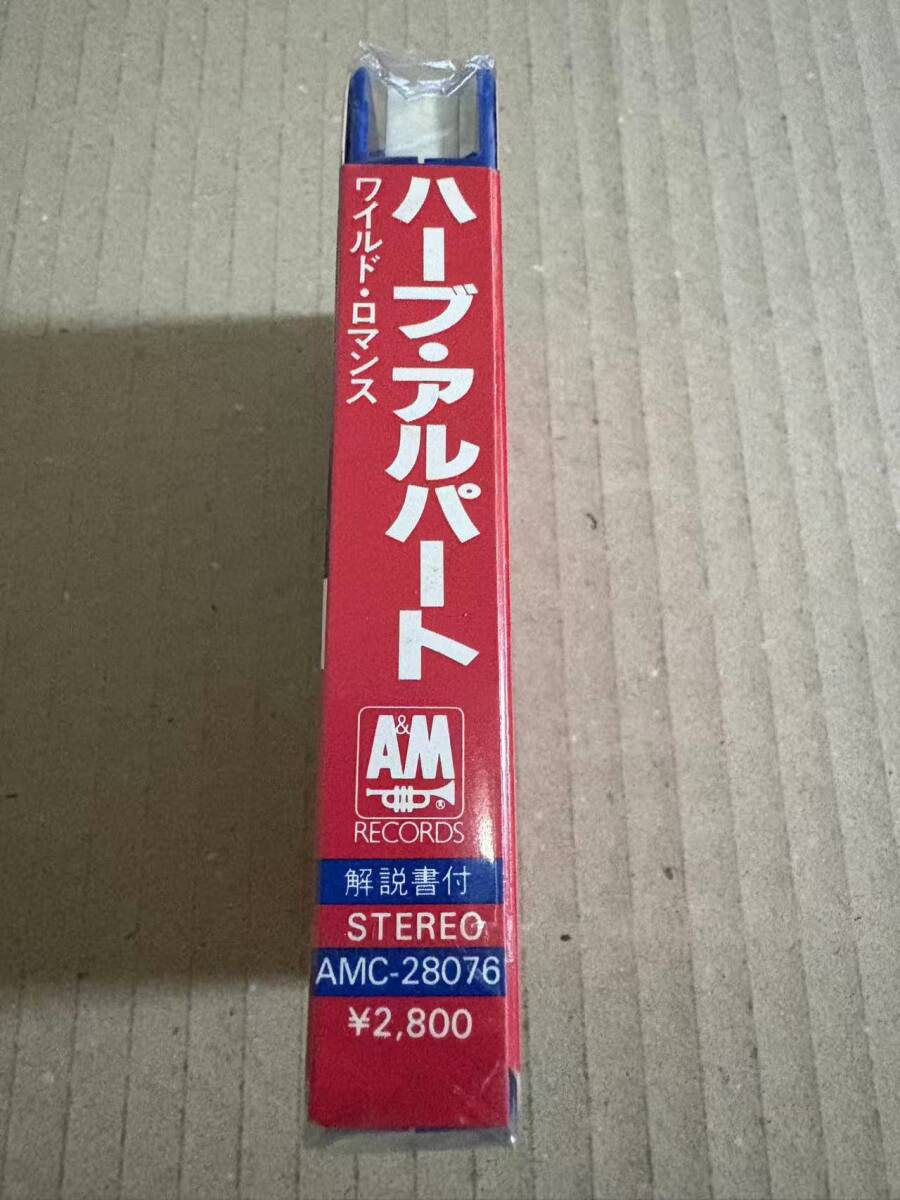 ハーブ・アルパート
ワイルド・ロマンス
A&M
®
RECORDS
解説書付
STEREO
AMC-28076
¥2,800